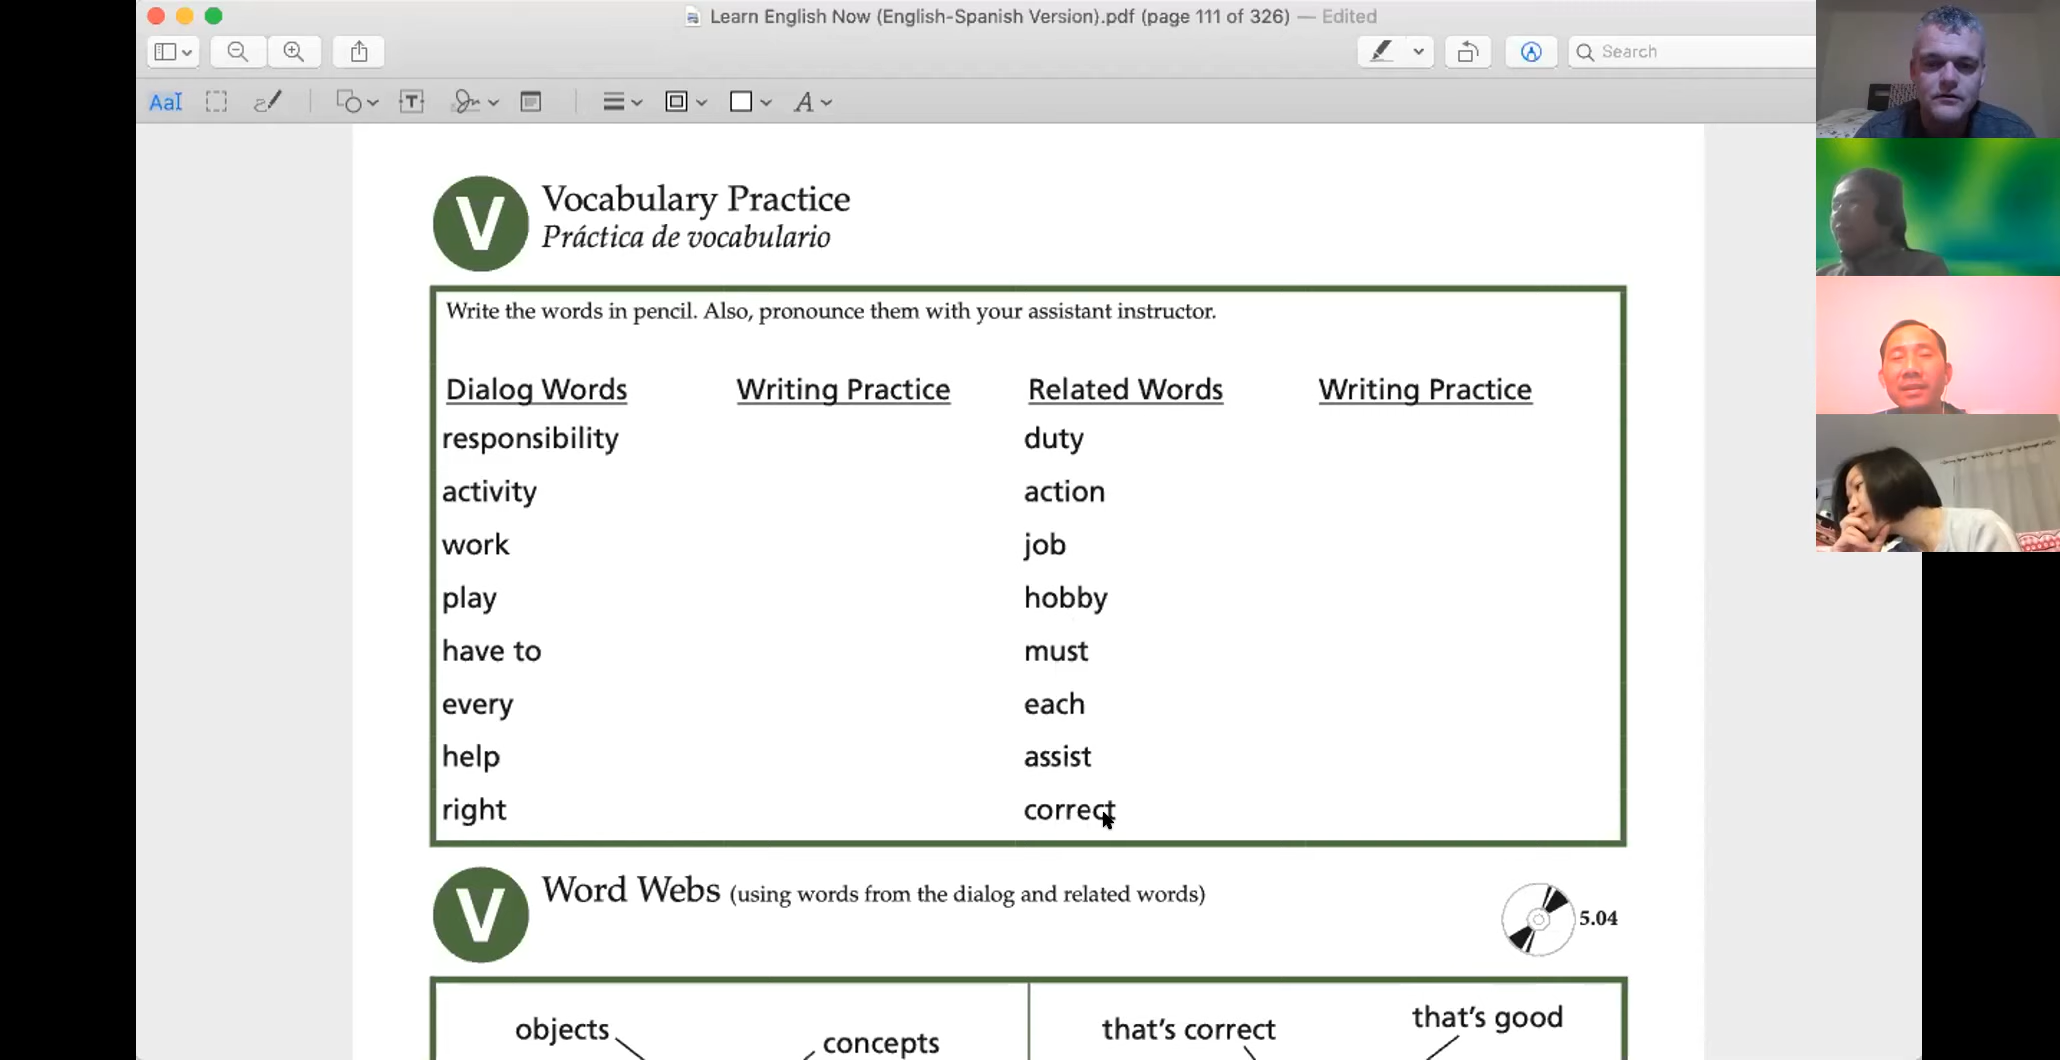 Learn English Now (English-Spanish Version).pdf (page 111 of 326) — Edited
Search
AaI
T
A
V
Vocabulary Practice
Práctica de vocabulario
Write the words in pencil. Also, pronounce them with your assistant instructor.
Dialog Words Writing Practice Related Words Writing Practice
responsibility duty
activity action
work job
play hobby
have to must
every each
help assist
right correct
V
Word Webs (using words from the dialog and related words)
5.04
objects concepts that's correct that's good